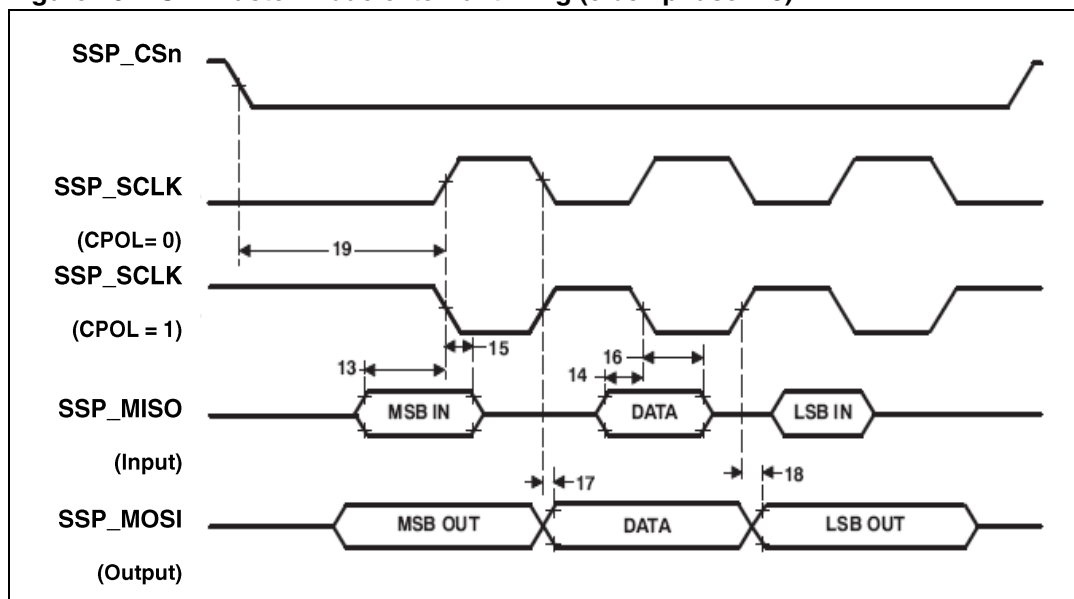 SSP_CSn
SSP_SCLK
(CPOL= 0)
19
SSP_SCLK
(CPOL = 1)
15
13
16
14
SSP_MISO
MSB IN
DATA
LSB IN
(Input)
17
18
SSP_MOSI
MSB OUT
DATA
LSB OUT
(Output)